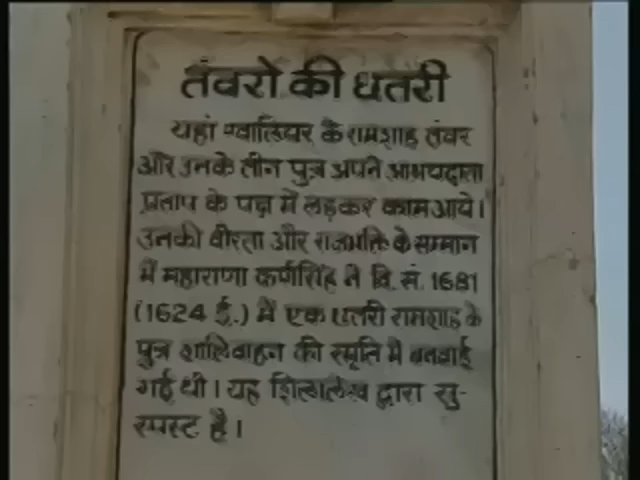 तंवरो की छतरी
यहां ग्वालियर के रामशाह तंवर
और उनके तीन पुत्र अपने आश्रयदाता
प्रताप के पक्ष में लड़कर काम आये।
उनकी वीरता और राजभक्ति के सम्मान
में महाराणा कर्णसिंह ने वि. सं. 1681
(1624 ई.) में एक छतरी रामशाह के
पुत्र शालिवाहन की स्मृति में बनवाई
गई थी। यह शिलालेख द्वारा सु-
स्पस्ट है।